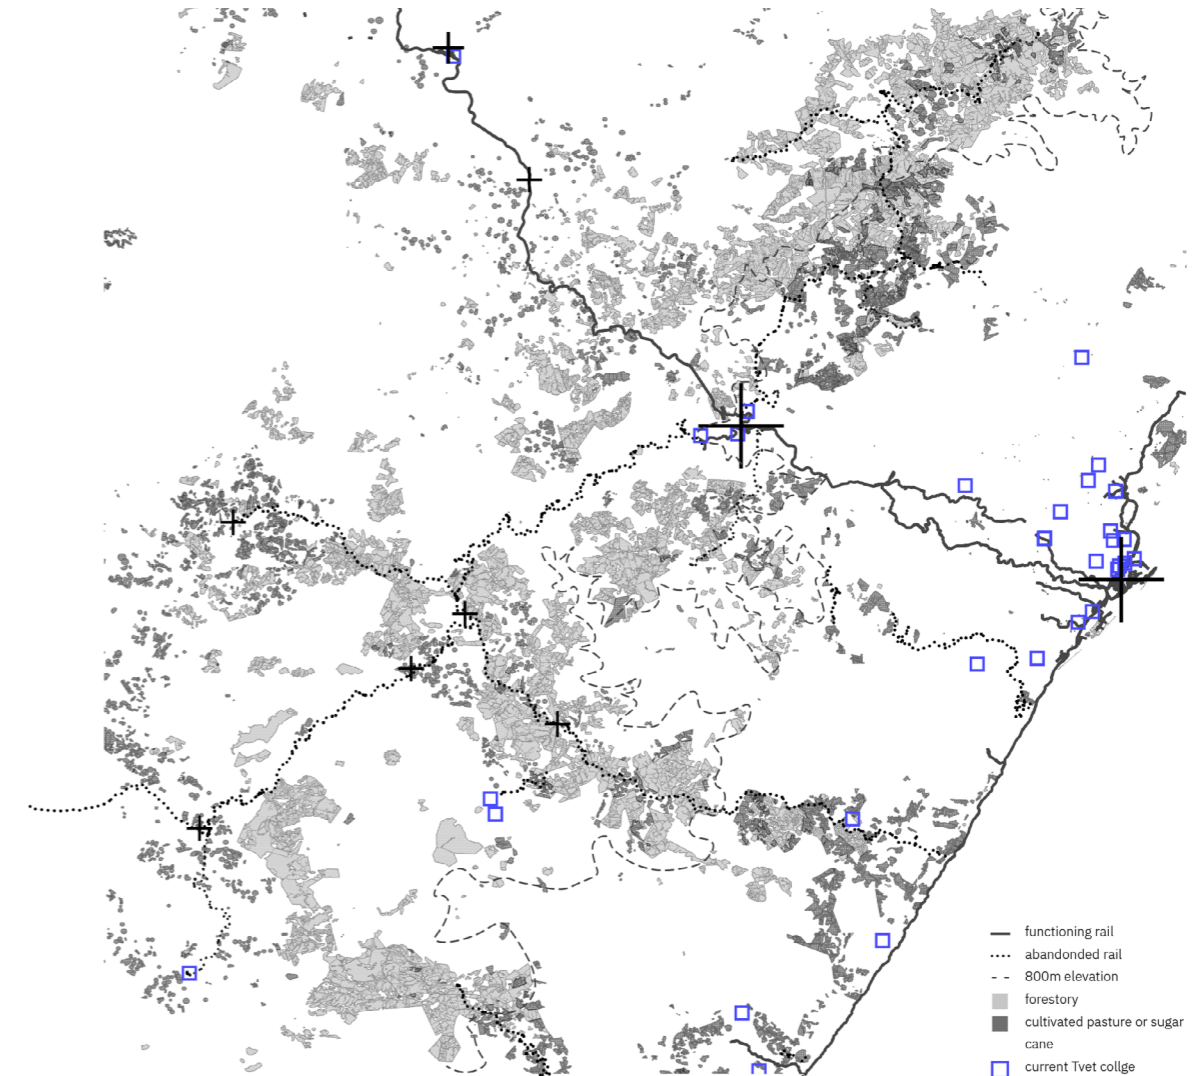 functioning rail
abandonded rail
800m elevation
forestory
cultivated pasture or sugar
cane
current Tvet collge